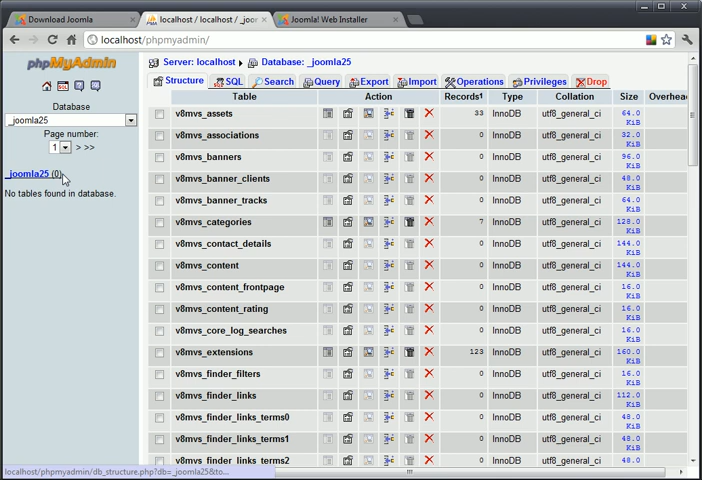 Download Joomla
localhost / localhost / _joo
Joomla! Web Installer
localhost/phpmyadmin/
phpMyAdmin
Database
_joomla25
Page number:
1 > >>
_joomla25 (0)
No tables found in database.
Server: localhost Database: _joomla25
Structure SQL Search Query Export Import Operations Privileges Drop
Table Action Records¹ Type Collation Size Overhead
v8mvs_assets 33 InnoDB utf8_general_ci 64.0 KiB
v8mvs_associations 0 InnoDB utf8_general_ci 32.0 KiB
v8mvs_banners 0 InnoDB utf8_general_ci 96.0 KiB
v8mvs_banner_clients 0 InnoDB utf8_general_ci 48.0 KiB
v8mvs_banner_tracks 0 InnoDB utf8_general_ci 64.0 KiB
v8mvs_categories 7 InnoDB utf8_general_ci 128.0 KiB
v8mvs_contact_details 0 InnoDB utf8_general_ci 144.0 KiB
v8mvs_content 0 InnoDB utf8_general_ci 144.0 KiB
v8mvs_content_frontpage 0 InnoDB utf8_general_ci 16.0 KiB
v8mvs_content_rating 0 InnoDB utf8_general_ci 16.0 KiB
v8mvs_core_log_searches 0 InnoDB utf8_general_ci 16.0 KiB
v8mvs_extensions 123 InnoDB utf8_general_ci 160.0 KiB
v8mvs_finder_filters 0 InnoDB utf8_general_ci 16.0 KiB
v8mvs_finder_links 0 InnoDB utf8_general_ci 112.0 KiB
v8mvs_finder_links_terms0 0 InnoDB utf8_general_ci 48.0 KiB
v8mvs_finder_links_terms1 0 InnoDB utf8_general_ci 48.0 KiB
v8mvs_finder_links_terms2 0 InnoDB utf8_general_ci 48.0
localhost/phpmyadmin/db_structure.php?db=_joomla25&to...